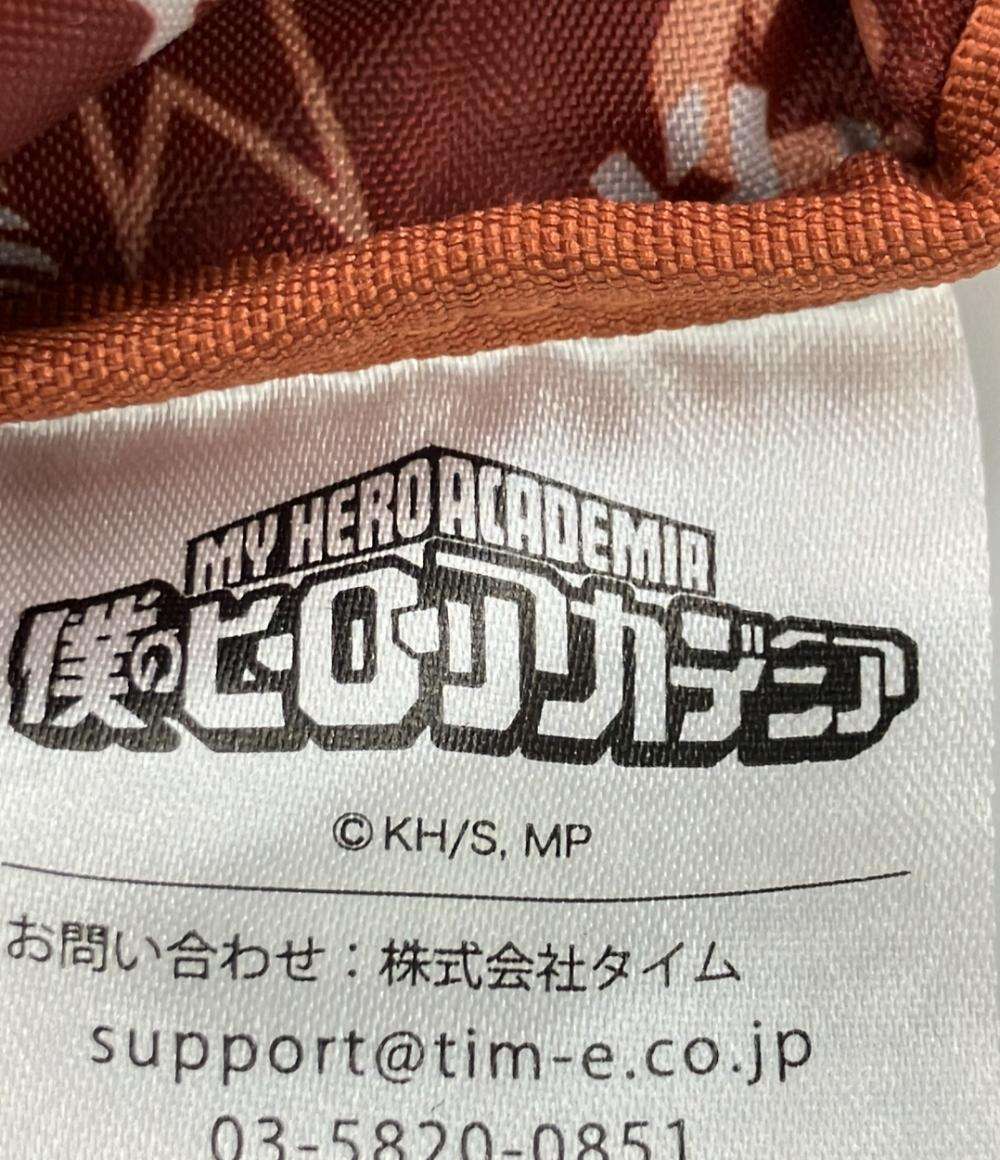 MY HERO ACADEMIA
僕のヒーローアカデミア
©KH/S, MP
お問い合わせ：株式会社タイム
support@tim-e.co.jp
03-5820-0851